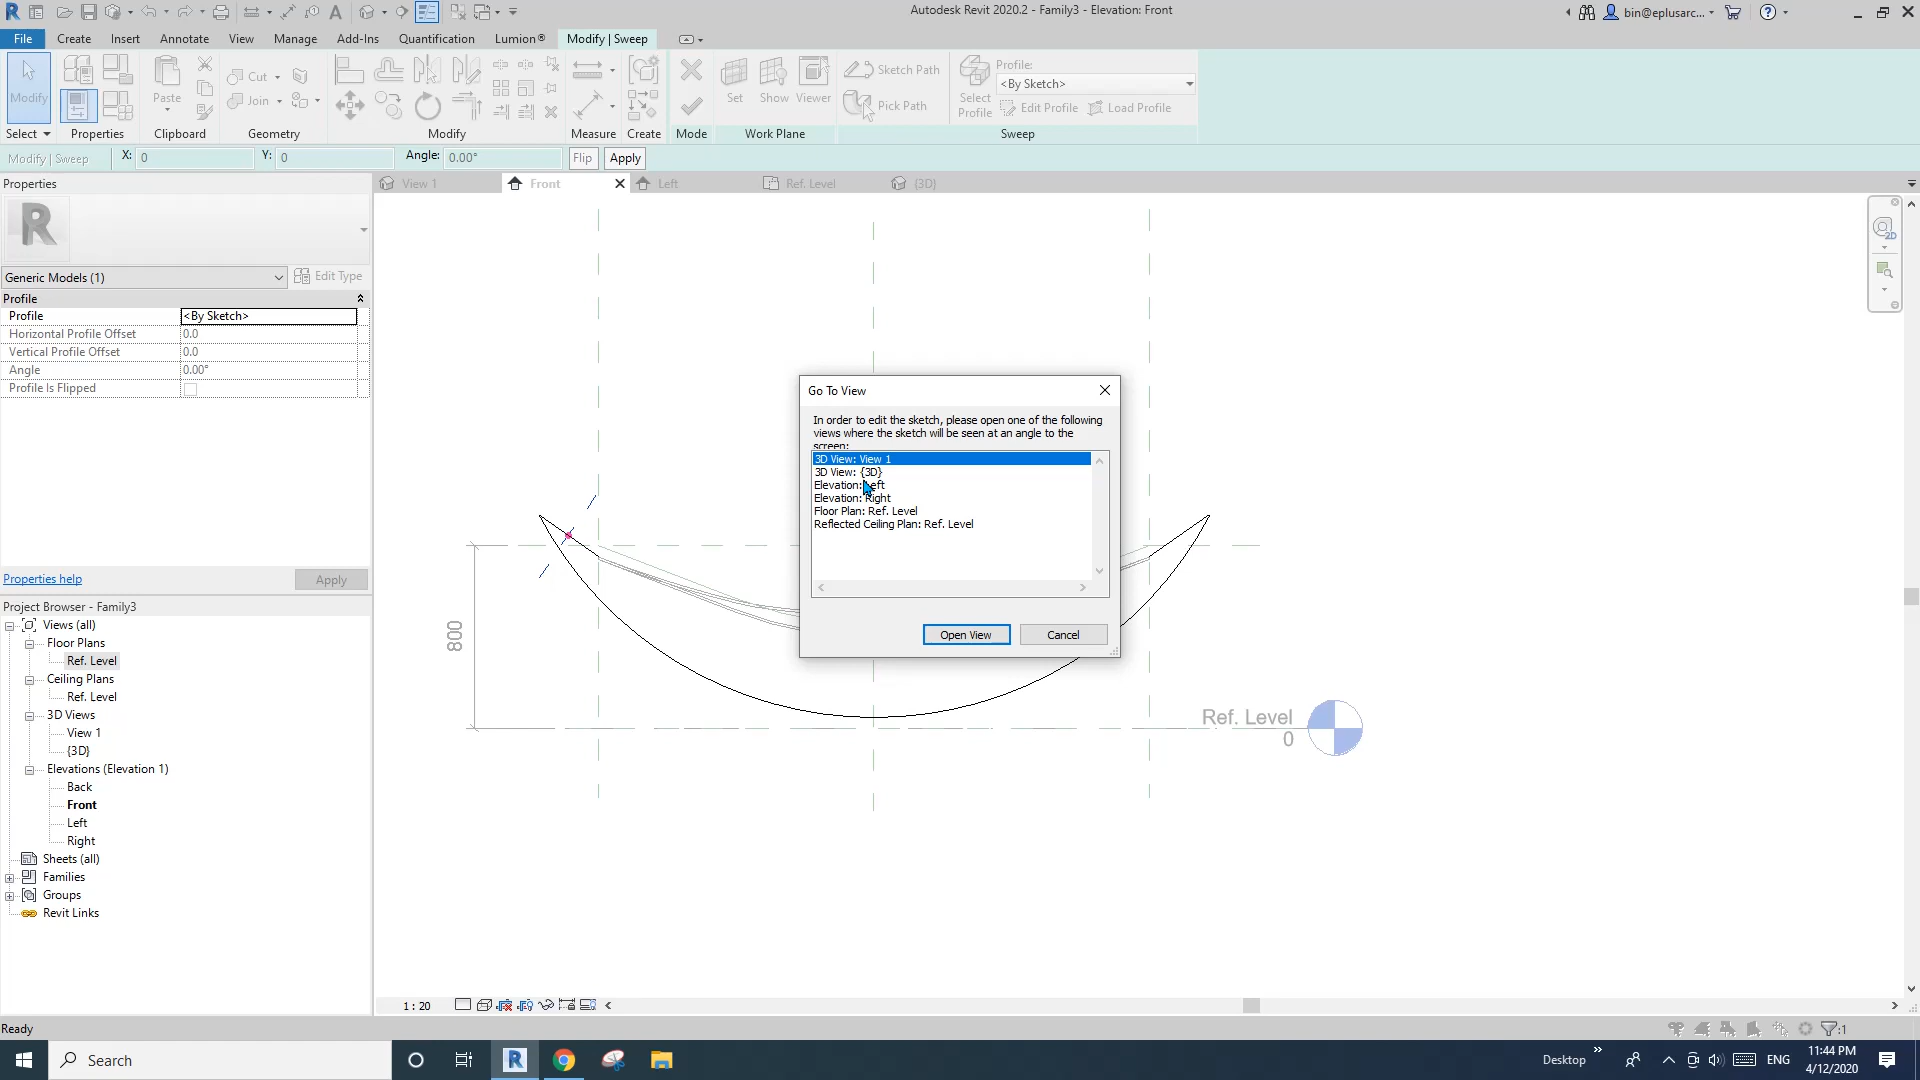 Autodesk Revit 2020.2 - Family3 - Elevation: Front
bin@eplusarc...
File Create Insert Annotate View Manage Add-Ins Quantification Lumion® Modify | Sweep
Modify
Paste
Cut
Join
Set Show Viewer
Sketch Path
Pick Path
Select
Profile
Profile:
<By Sketch>
Edit Profile Load Profile
Select Properties Clipboard Geometry Modify Measure Create Mode Work Plane Sweep
Modify | Sweep X: 0 Y: 0 Angle: 0.00° Flip Apply
Properties
View 1 Front Left Ref. Level {3D}
Generic Models (1) Edit Type
Profile
Profile <By Sketch>
Horizontal Profile Offset 0.0
Vertical Profile Offset 0.0
Angle 0.00°
Profile Is Flipped
Properties help Apply
Project Browser - Family3
Views (all)
Floor Plans
Ref. Level
Ceiling Plans
Ref. Level
3D Views
View 1
{3D}
Elevations (Elevation 1)
Back
Front
Left
Right
Sheets (all)
Families
Groups
Revit Links
2D
Go To View
In order to edit the sketch, please open one of the following
views where the sketch will be seen at an angle to the
screen:
3D View: View 1
3D View: {3D}
Elevation: Left
Elevation: Right
Floor Plan: Ref. Level
Reflected Ceiling Plan: Ref. Level
Open View Cancel
800
Ref. Level
0
1 : 20
Ready
:1
Search
Desktop
ENG
11:44 PM
4/12/2020